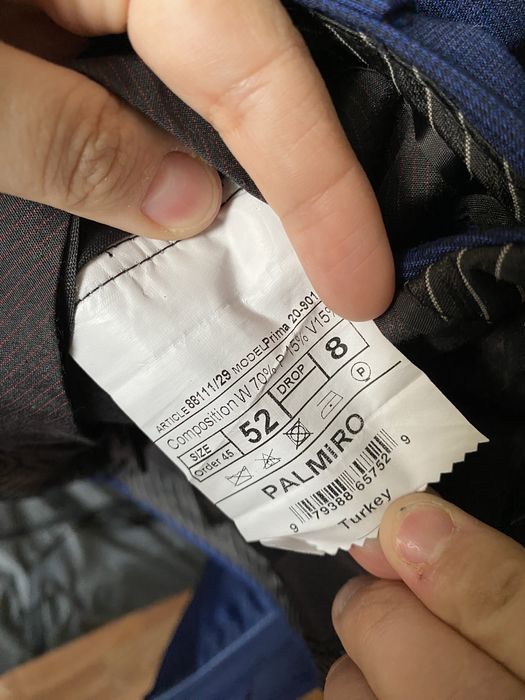 ARTICLE 88111/29 MODEL Prima 20-901
Composition W 70% P 15% V15%
SIZE 52 DROP 8
Order 45
P
PALMiRO
9 79388 65752 9
Turkey